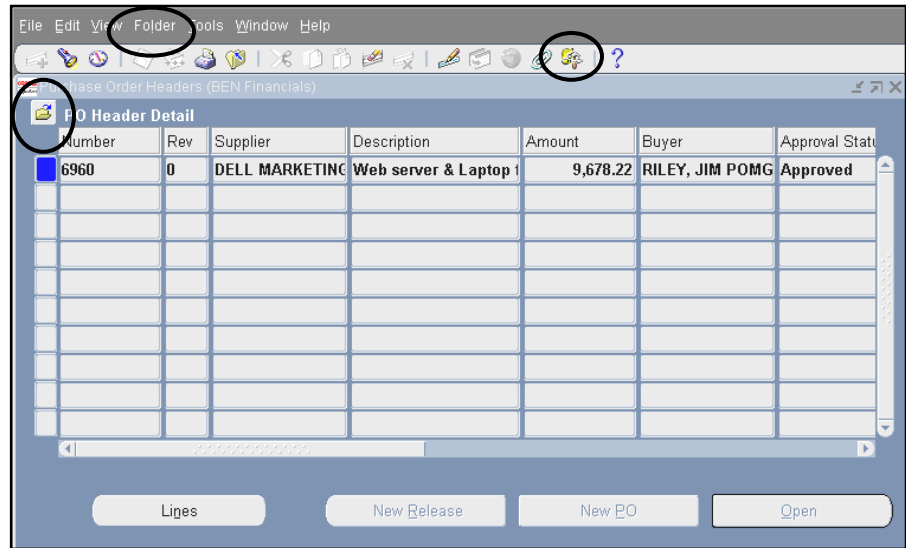 File Edit View Folder Tools Window Help
Purchase Order Headers (BEN Financials)
PO Header Detail
Number Rev Supplier Description Amount Buyer Approval Statu
6960 0 DELL MARKETING Web server & Laptop f 9,678.22 RILEY, JIM POMG Approved
Lines New Release New PO Open